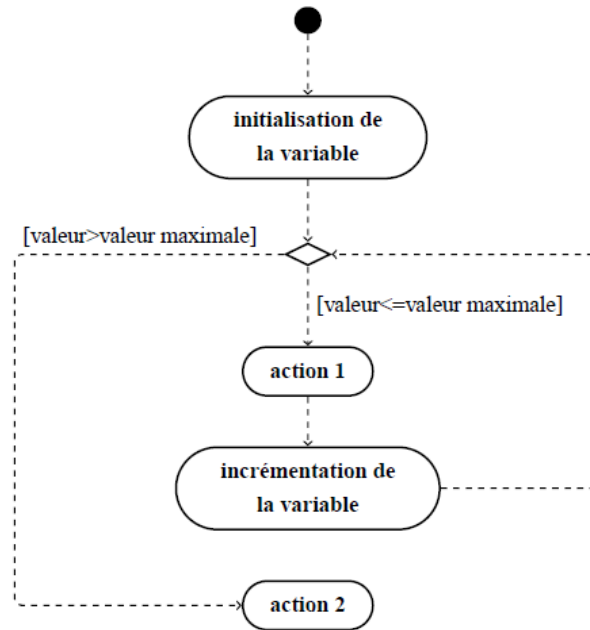 initialisation de
la variable
[valeur>valeur maximale]
[valeur<=valeur maximale]
action 1
incrémentation de
la variable
action 2